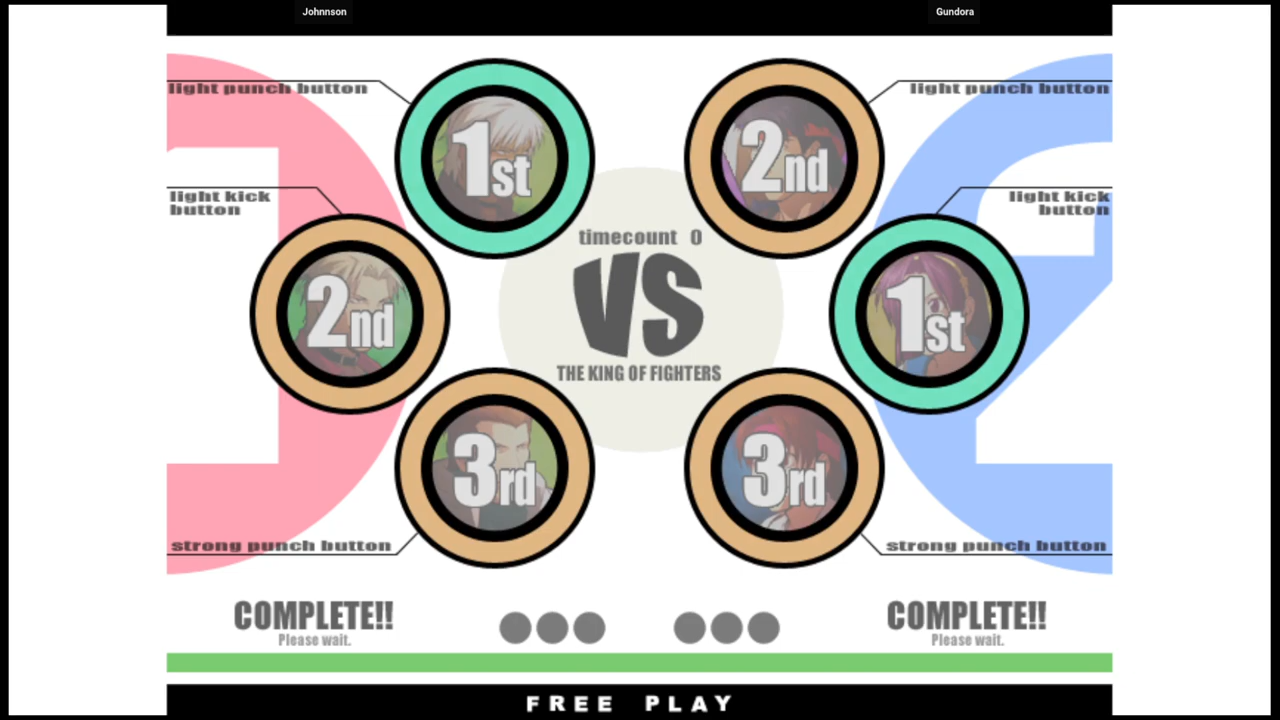 Johnnson
Gundora
light punch button
light punch button
1st
2nd
light kick
button
light kick
button
timecount 0
VS
THE KING OF FIGHTERS
2nd
1st
3rd
3rd
strong punch button
strong punch button
COMPLETE!!
Please wait.
COMPLETE!!
Please wait.
FREE PLAY